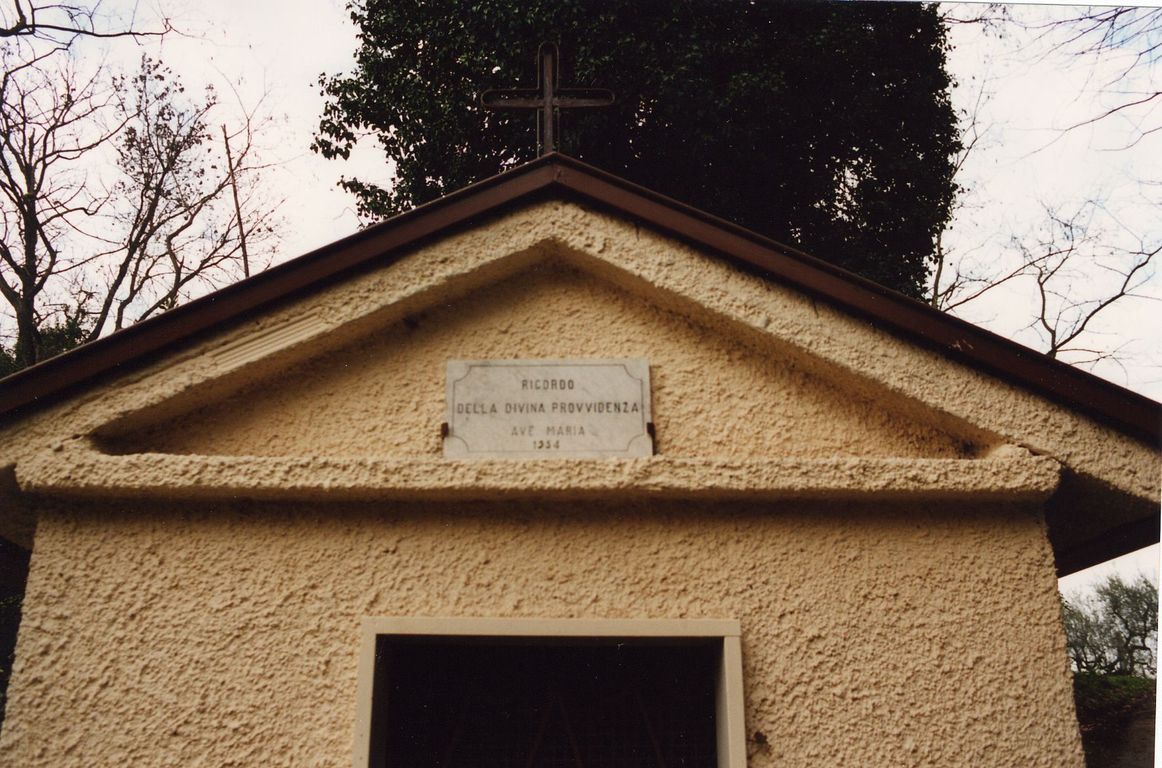 RICORDO
DELLA DIVINA PROVVIDENZA
AVE MARIA
1954